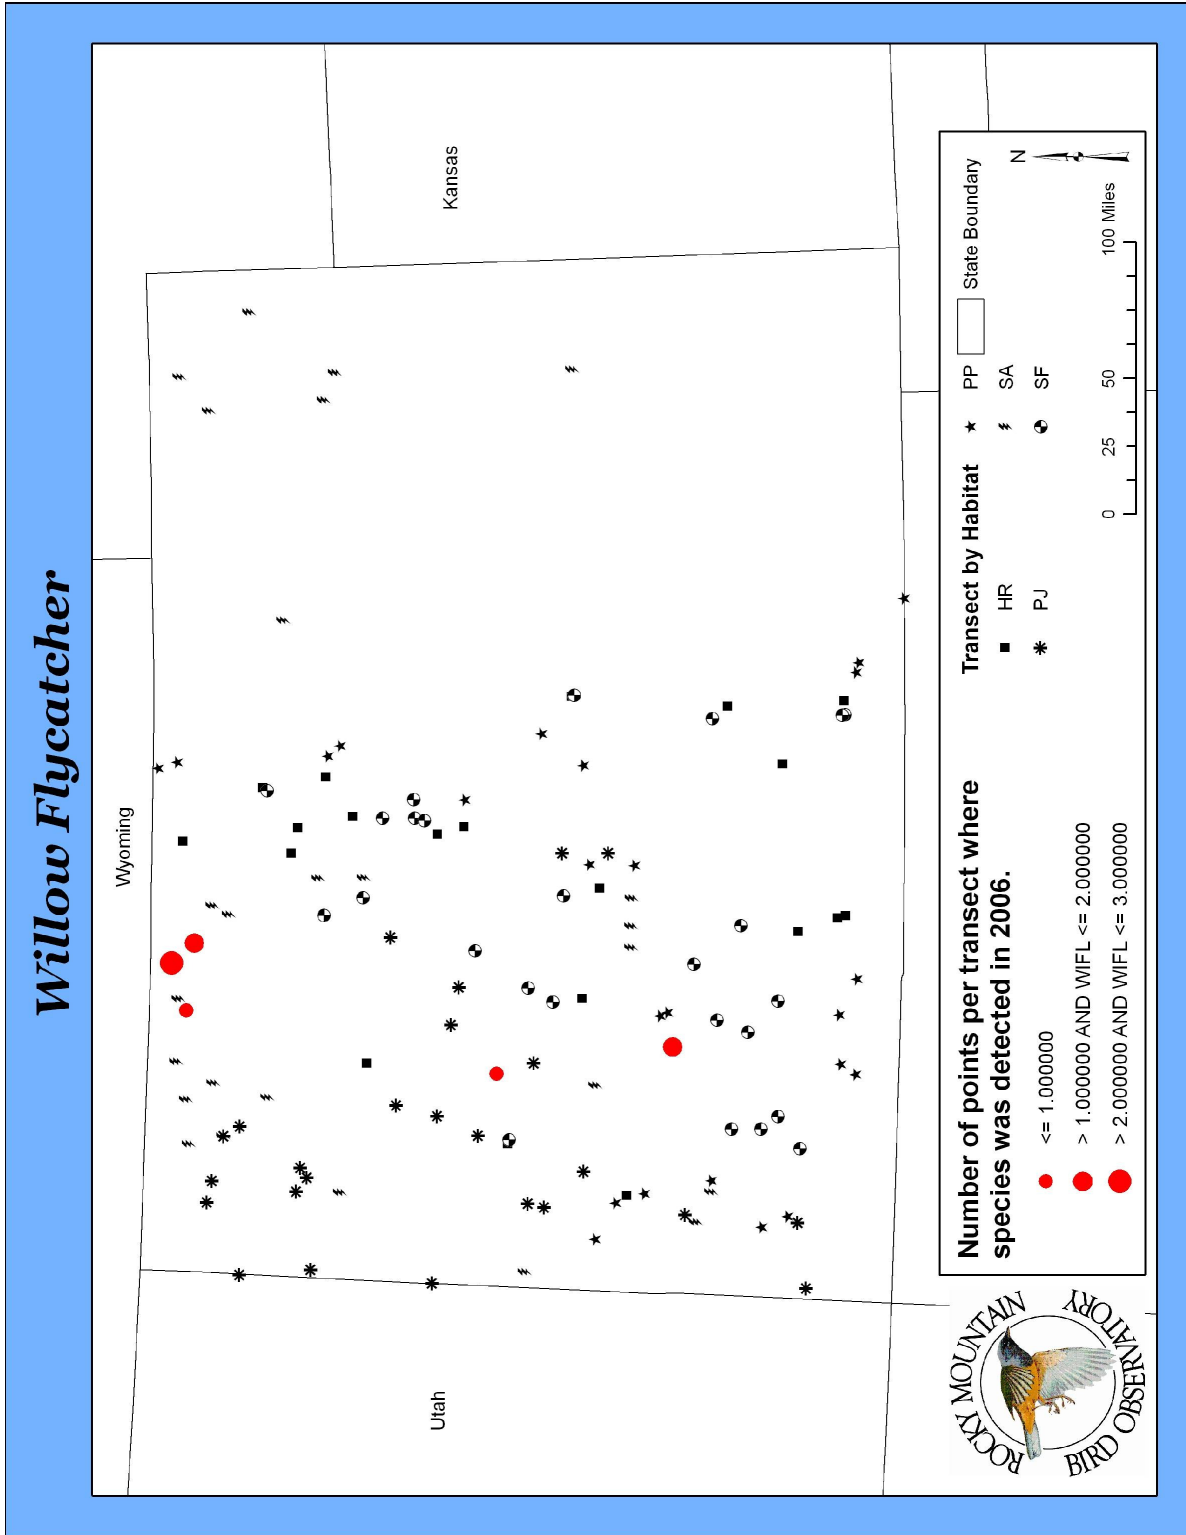 Willow Flycatcher
Wyoming
Utah
Kansas
Number of points per transect where
species was detected in 2006.
<= 1.000000
> 1.000000 AND WIFL <= 2.000000
> 2.000000 AND WIFL <= 3.000000
Transect by Habitat
HR
PJ
PP
SA
SF
State Boundary
N
0 25 50 100 Miles
ROCKY MOUNTAIN
BIRD OBSERVATORY